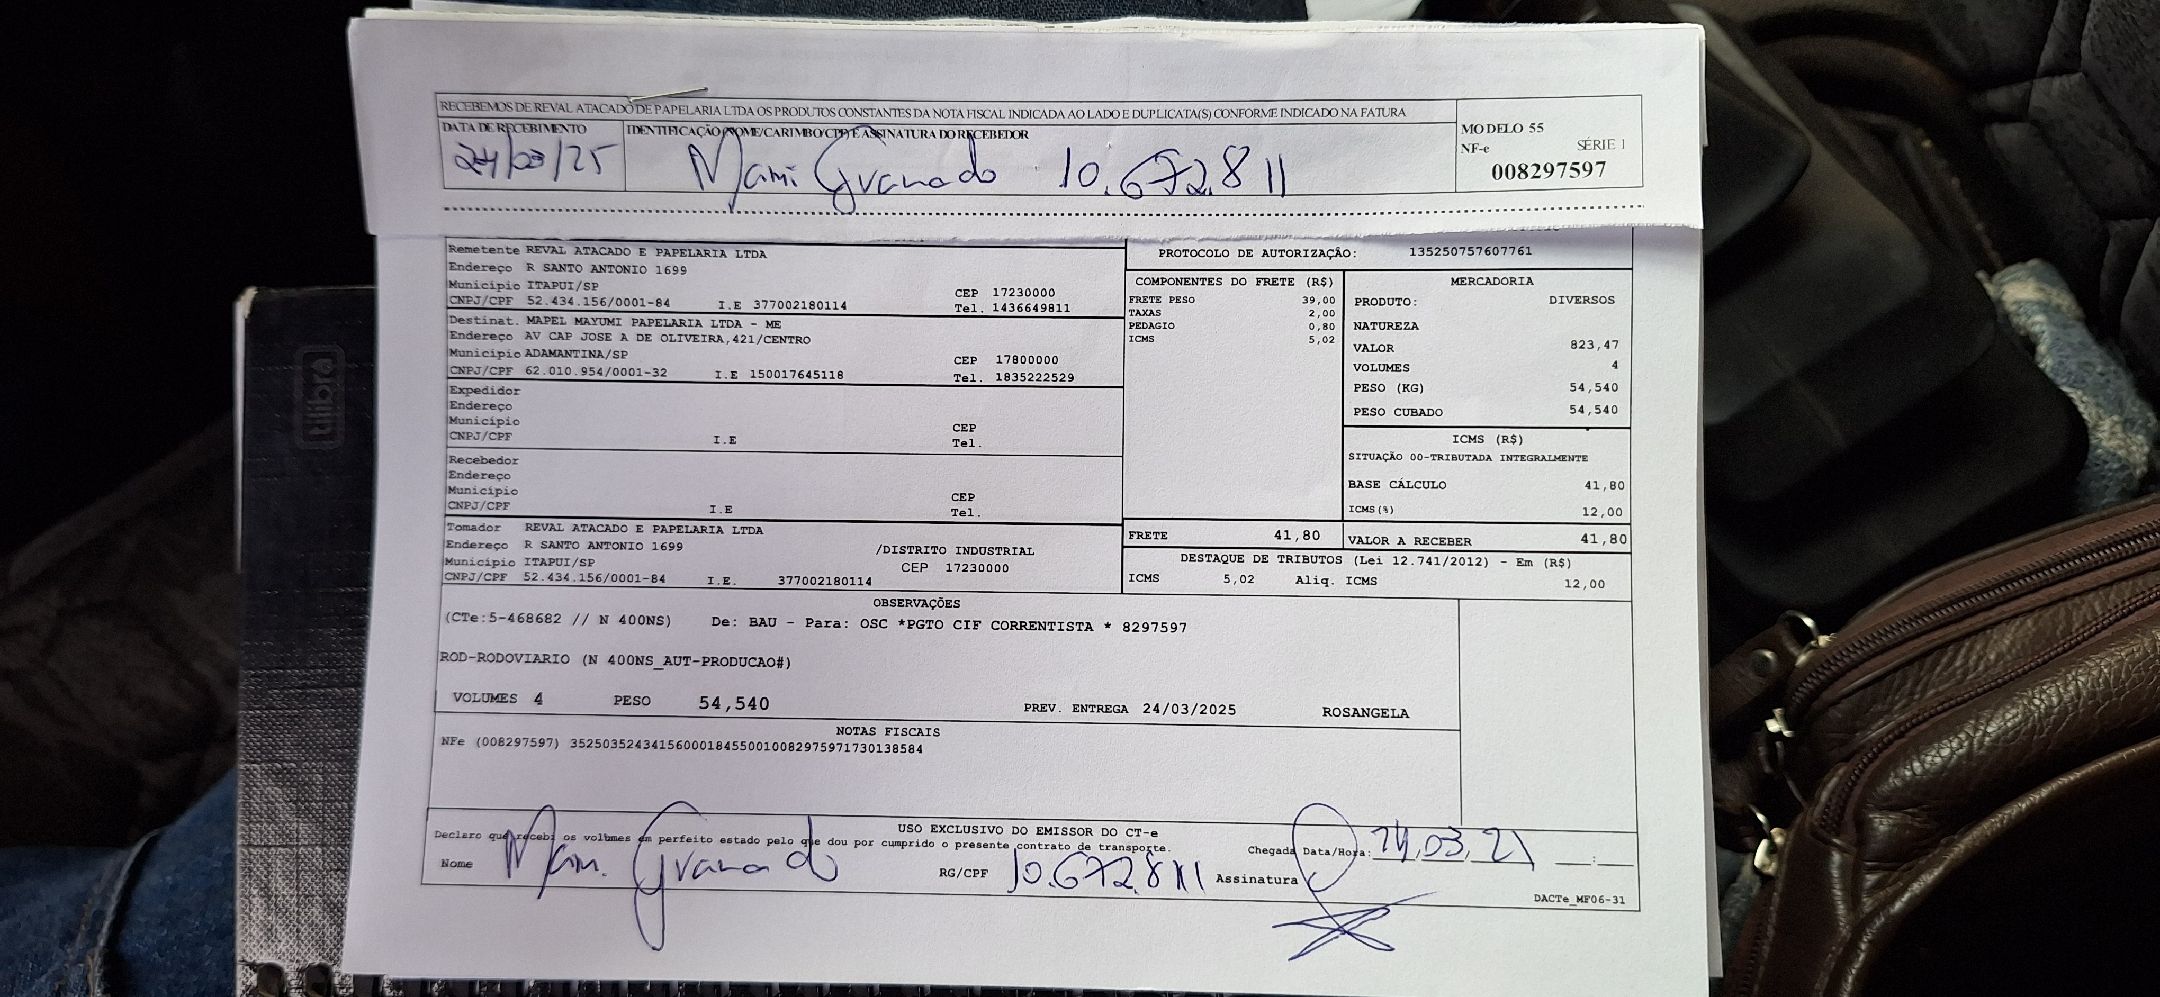 RECEBEMOS DE REVAL ATACADO DE PAPELARIA LTDA OS PRODUTOS CONSTANTES DA NOTA FISCAL INDICADA AO LADO E DUPLICATA(S) CONFORME INDICADO NA FATURA
DATA DE RECEBIMENTO IDENTIFICAÇÃO (NOME/CARIMBO/CPF) E ASSINATURA DO RECEBEDOR
24/03/25 Granado 10.672.811
MODELO 55
NF-e SÉRIE 1
008297597
Remetente REVAL ATACADO E PAPELARIA LTDA
Endereço R SANTO ANTONIO 1699
Município ITAPUI/SP CEP 17230000
CNPJ/CPF 52.434.156/0001-84 I.E 377002180114 Tel. 1436649811
Destinat. MAPEL MAYUMI PAPELARIA LTDA - ME
Endereço AV CAP JOSE A DE OLIVEIRA,421/CENTRO
Município ADAMANTINA/SP CEP 17800000
CNPJ/CPF 62.010.954/0001-32 I.E 150017645118 Tel. 1835222529
Expedidor
Endereço
Município CEP
CNPJ/CPF I.E Tel.
Recebedor
Endereço
Município CEP
CNPJ/CPF I.E Tel.
Tomador REVAL ATACADO E PAPELARIA LTDA
Endereço R SANTO ANTONIO 1699 /DISTRITO INDUSTRIAL
Município ITAPUI/SP CEP 17230000
CNPJ/CPF 52.434.156/0001-84 I.E. 377002180114
PROTOCOLO DE AUTORIZAÇÃO: 135250757607761
COMPONENTES DO FRETE (R$)
FRETE PESO 39,00
TAXAS 2,00
PEDAGIO 0,80
ICMS 5,02
MERCADORIA
PRODUTO: DIVERSOS
NATUREZA
VALOR 823,47
VOLUMES 4
PESO (KG) 54,540
PESO CUBADO 54,540
ICMS (R$)
SITUAÇÃO 00-TRIBUTADA INTEGRALMENTE
BASE CÁLCULO 41,80
ICMS(%) 12,00
FRETE 41,80 VALOR A RECEBER 41,80
DESTAQUE DE TRIBUTOS (Lei 12.741/2012) - Em (R$)
ICMS 5,02 Aliq. ICMS 12,00
OBSERVAÇÕES
(CTe:5-468682 // N 400NS) De: BAU - Para: OSC *PGTO CIF CORRENTISTA * 8297597
ROD-RODOVIARIO (N 400NS_AUT-PRODUCAO#)
VOLUMES 4 PESO 54,540 PREV. ENTREGA 24/03/2025 ROSANGELA
NOTAS FISCAIS
NFe (008297597) 35250352434156000184550010082975971730138584
USO EXCLUSIVO DO EMISSOR DO CT-e
Declaro que recebi os volumes em perfeito estado pelo que dou por cumprido o presente contrato de transporte. Chegada Data/Hora:
Nome Granado RG/CPF 10.672.811 Assinatura
DACTe_MF06-31
tilibra